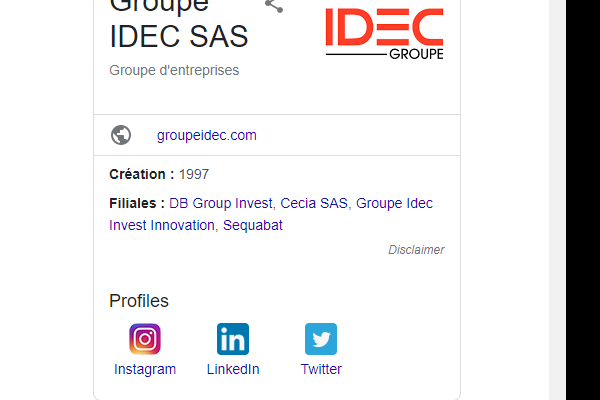 Groupe
IDEC SAS
IDEC
GROUPE
Groupe d'entreprises
groupeidec.com
Création : 1997
Filiales : DB Group Invest, Cecia SAS, Groupe Idec
Invest Innovation, Sequabat
Disclaimer
Profiles
Instagram LinkedIn Twitter